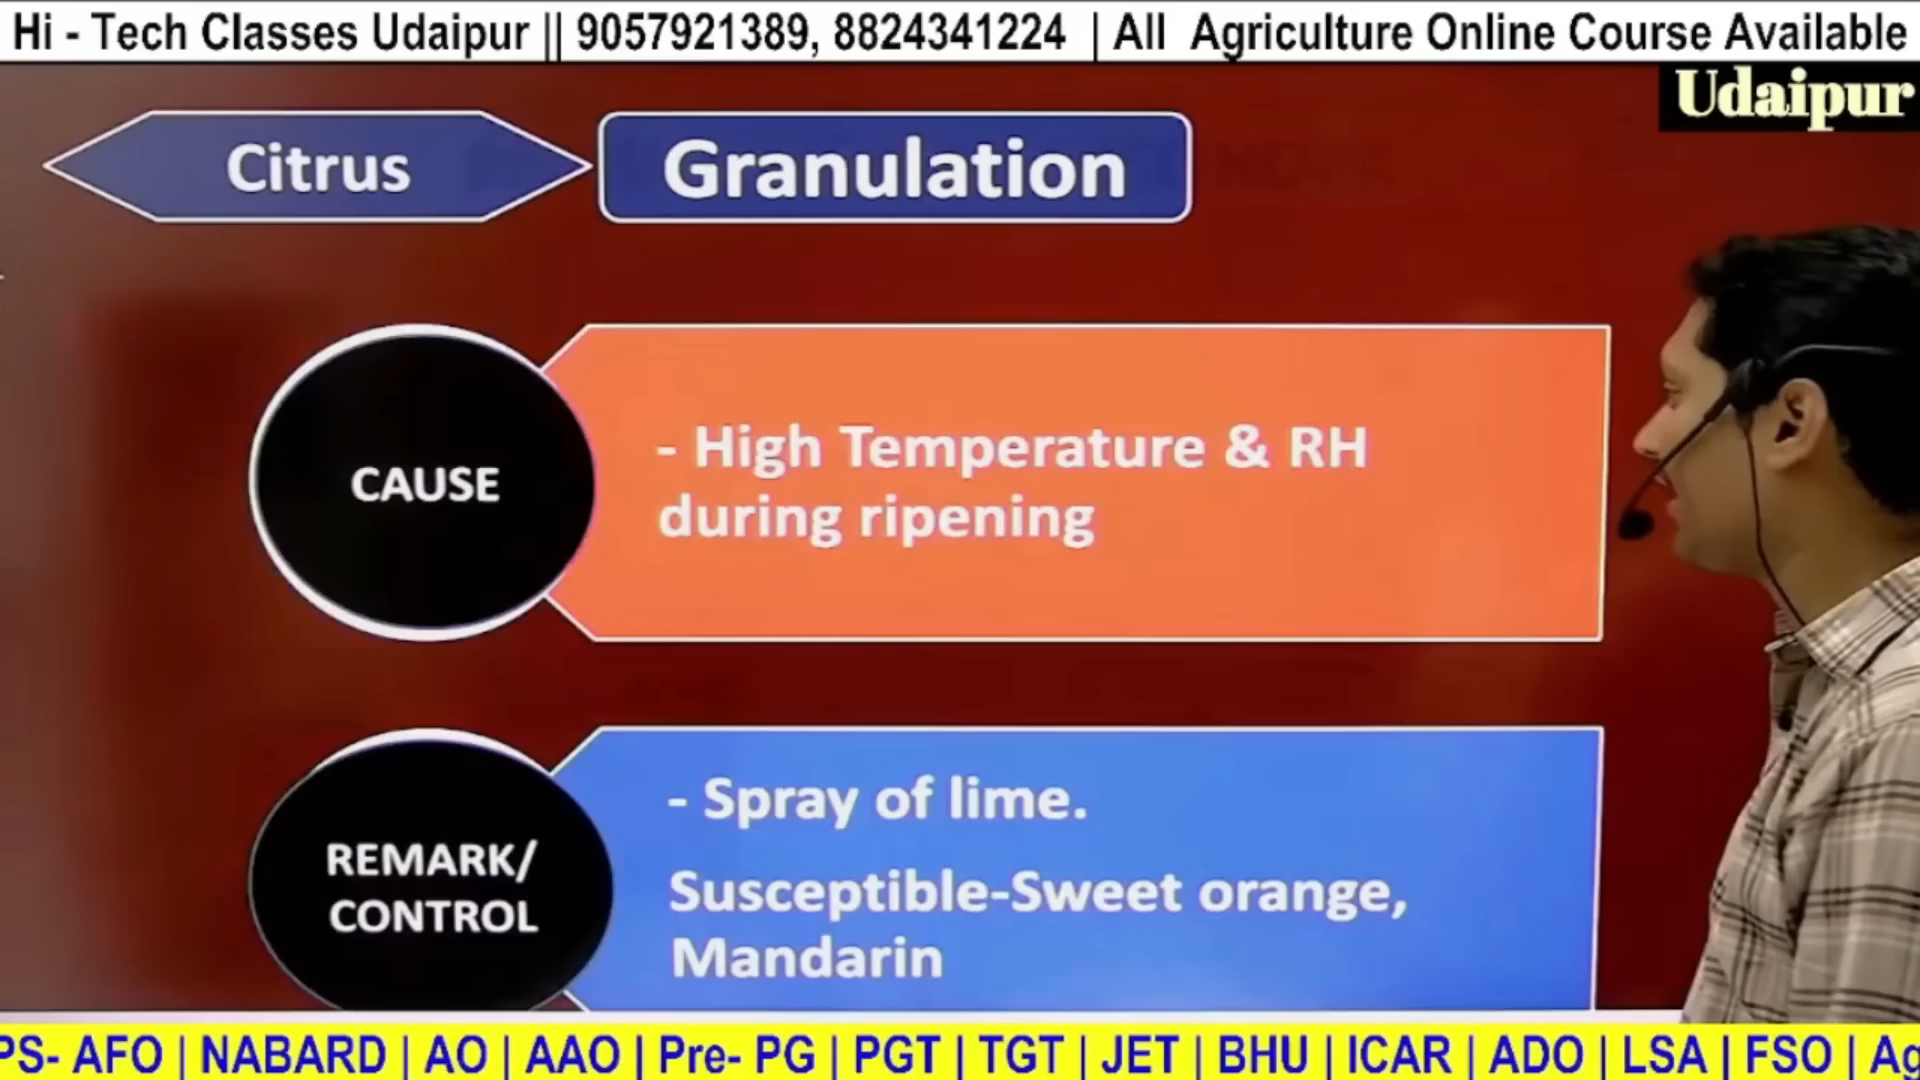 Hi - Tech Classes Udaipur || 9057921389, 8824341224 | All Agriculture Online Course Available
Udaipur
Citrus
Granulation
CAUSE
- High Temperature & RH
during ripening
REMARK/
CONTROL
- Spray of lime.
Susceptible-Sweet orange,
Mandarin
PS- AFO | NABARD | AO | AAO | Pre- PG | PGT | TGT | JET | BHU | ICAR | ADO | LSA | FSO | Ag